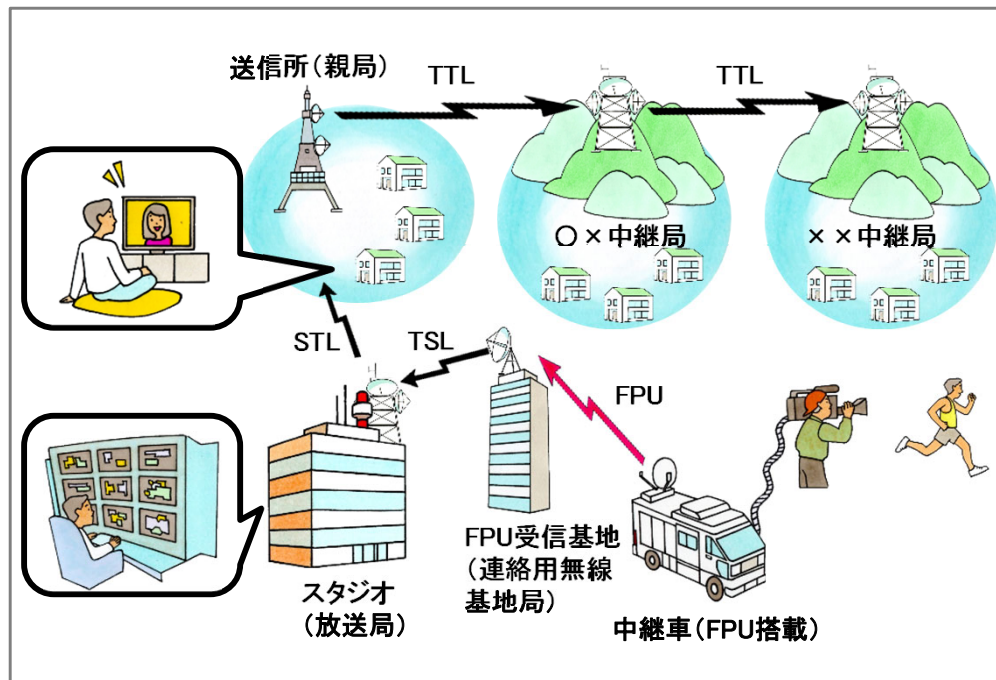 送信所(親局)
TTL
TTL
〇×中継局
××中継局
STL
TSL
FPU
スタジオ
(放送局)
FPU受信基地
(連絡用無線
基地局)
中継車(FPU搭載)